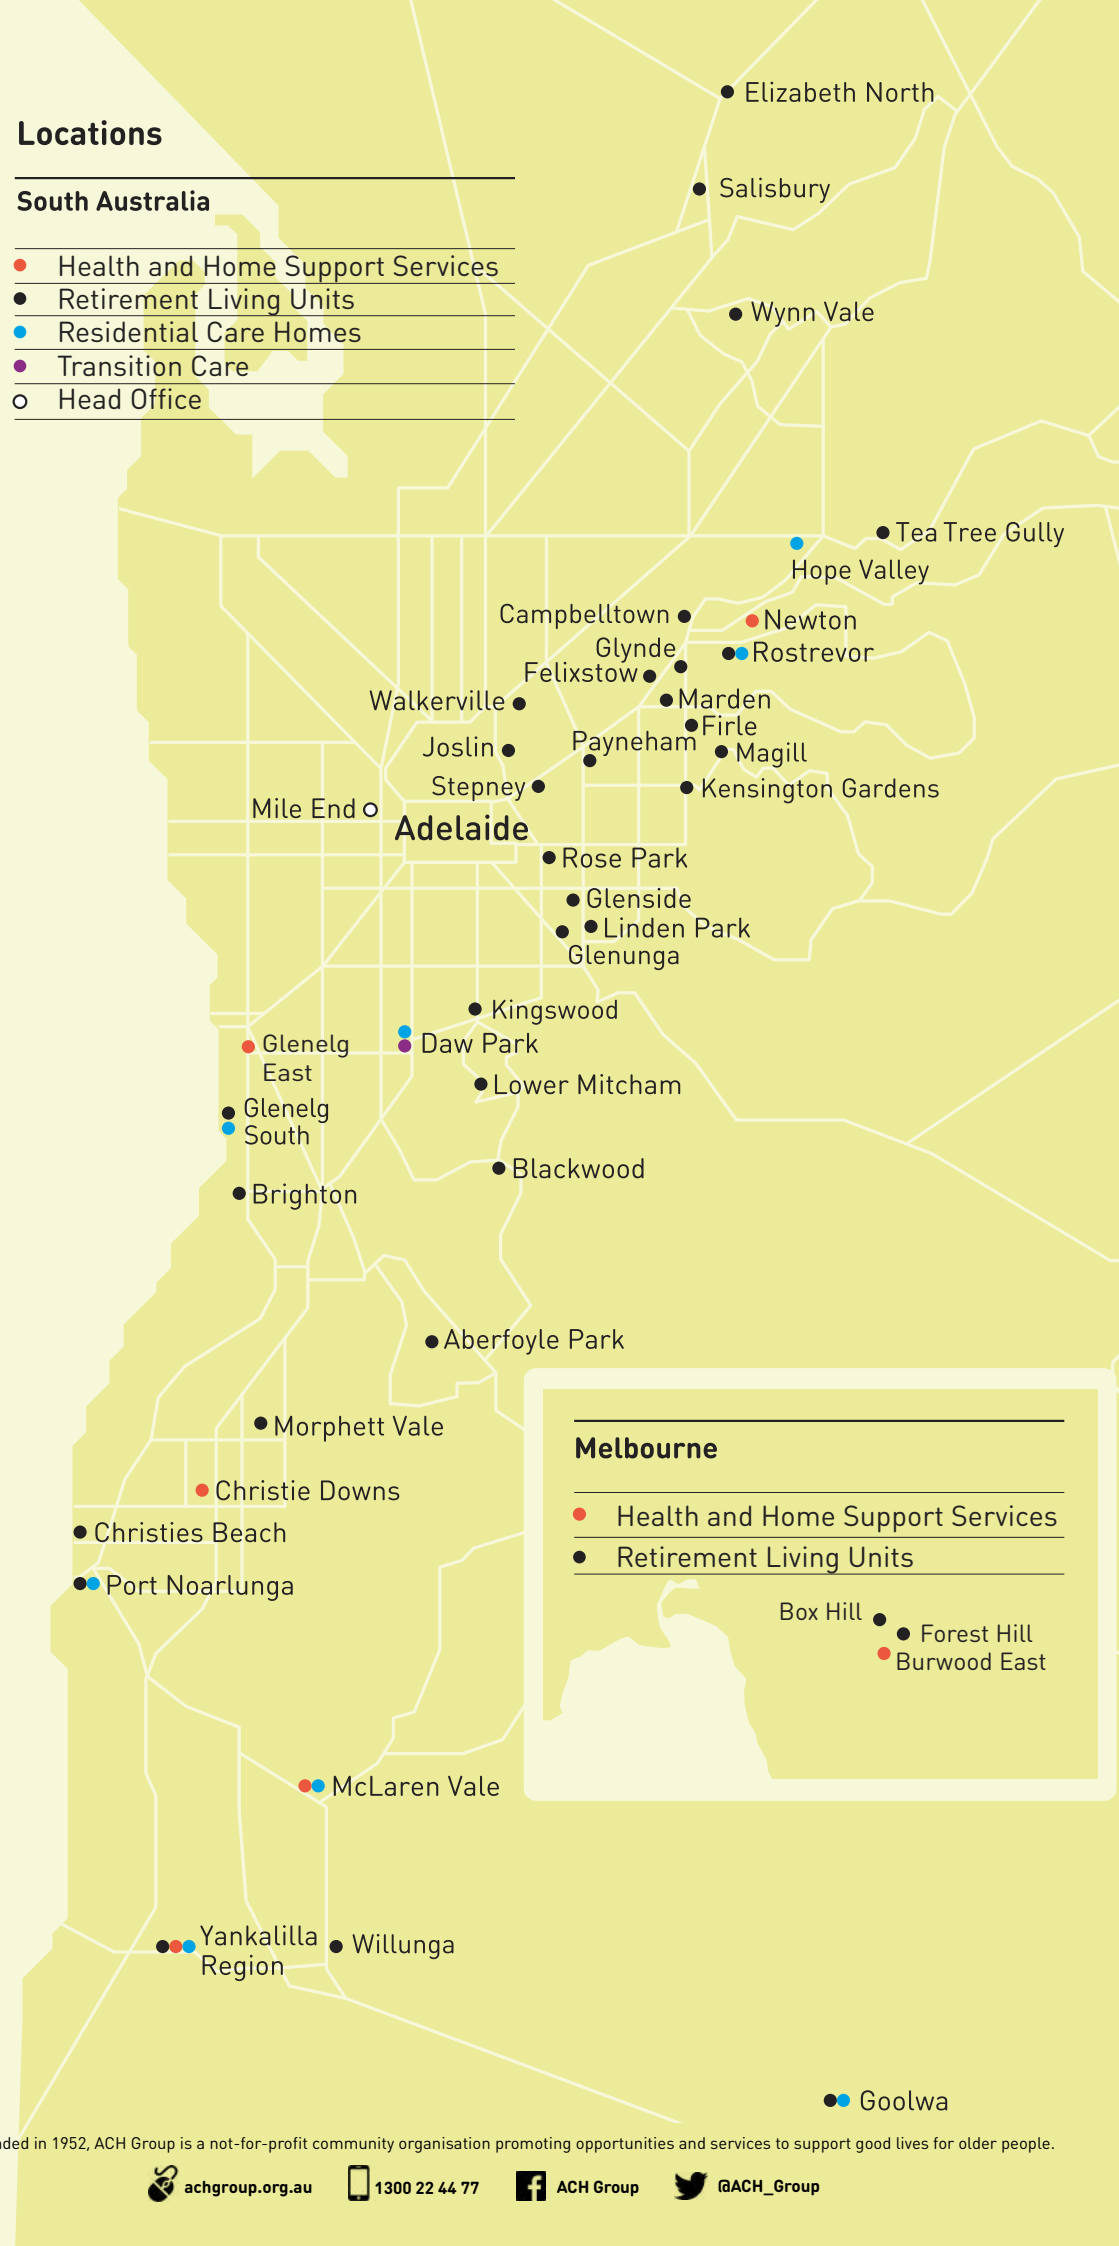 Locations
South Australia
Health and Home Support Services
Retirement Living Units
Residential Care Homes
Transition Care
Head Office
Elizabeth North
Salisbury
Wynn Vale
Tea Tree Gully
Hope Valley
Campbelltown
Newton
Glynde
Rostrevor
Felixstow
Walkerville
Marden
Firle
Payneham
Joslin
Magill
Stepney
Kensington Gardens
Mile End
Adelaide
Rose Park
Glenside
Linden Park
Glenunga
Kingswood
Daw Park
Glenelg
East
Lower Mitcham
Glenelg
South
Blackwood
Brighton
Aberfoyle Park
Morphett Vale
Christie Downs
Christies Beach
Port Noarlunga
Melbourne
Health and Home Support Services
Retirement Living Units
Box Hill
Forest Hill
Burwood East
McLaren Vale
Yankalilla
Region
Willunga
Goolwa
in 1952, ACH Group is a not-for-profit community organisation promoting opportunities and services to support good lives for older people.
achgroup.org.au
1300 22 44 77
ACH Group
@ACH_Group